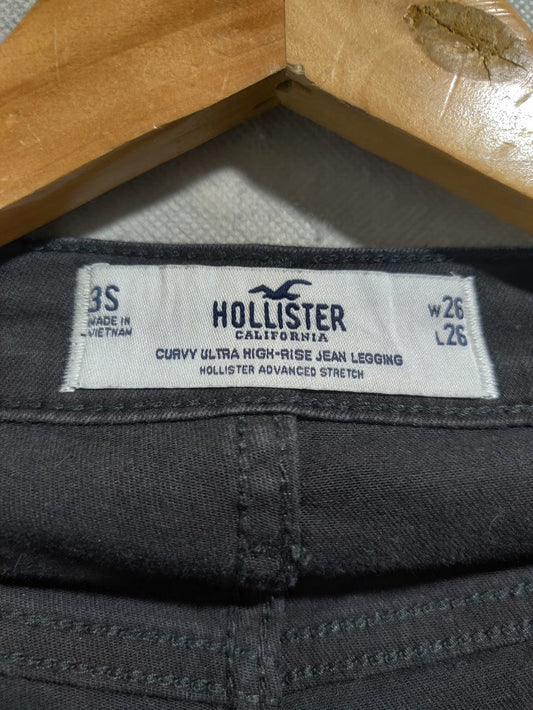 3S
MADE IN
VIETNAM
HOLLISTER
CALIFORNIA
CURVY ULTRA HIGH-RISE JEAN LEGGING
HOLLISTER ADVANCED STRETCH
W26
L26